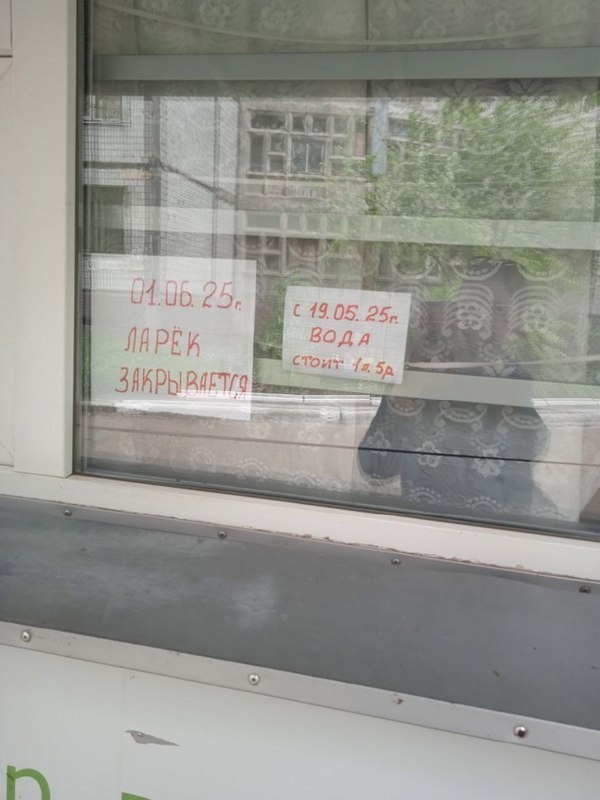 01.06.25г.
ЛАРЁК
ЗАКРЫВАЕТСЯ
с 19.05.25г.
ВОДА
стоит 1л. 5р